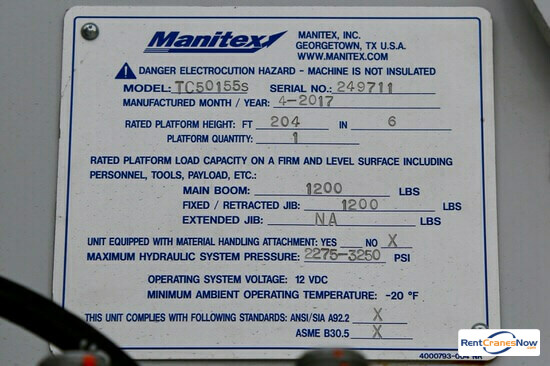 Manitex
MANITEX, INC.
GEORGETOWN, TX U.S.A.
WWW.MANITEX.COM
DANGER ELECTROCUTION HAZARD - MACHINE IS NOT INSULATED
MODEL: TC50155s SERIAL NO.: 249711
MANUFACTURED MONTH / YEAR: 4-2017
RATED PLATFORM HEIGHT: FT 204 IN 6
PLATFORM QUANTITY: 1
RATED PLATFORM LOAD CAPACITY ON A FIRM AND LEVEL SURFACE INCLUDING
PERSONNEL, TOOLS, PAYLOAD, ETC.:
MAIN BOOM: 1200 LBS
FIXED / RETRACTED JIB: 1200 LBS
EXTENDED JIB: NA LBS
UNIT EQUIPPED WITH MATERIAL HANDLING ATTACHMENT: YES NO X
MAXIMUM HYDRAULIC SYSTEM PRESSURE: 2275-3250 PSI
OPERATING SYSTEM VOLTAGE: 12 VDC
MINIMUM AMBIENT OPERATING TEMPERATURE: -20 °F
THIS UNIT COMPLIES WITH FOLLOWING STANDARDS: ANSI/SIA A92.2 X
ASME B30.5 X
RentCranesNow
.com